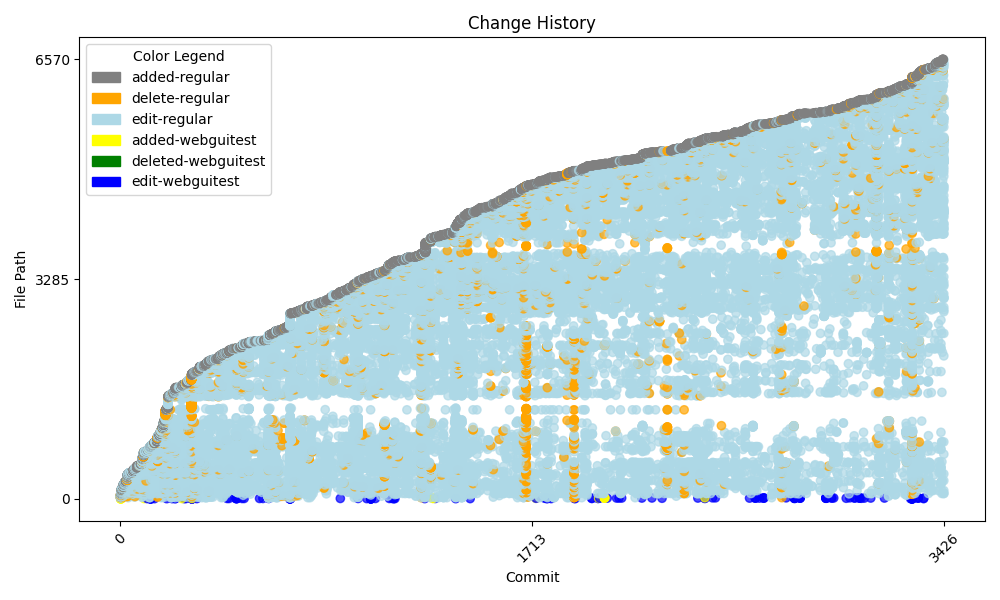 Change History
Color Legend
added-regular
delete-regular
edit-regular
added-webguitest
deleted-webguitest
edit-webguitest
6570
3285
0
File Path
0
1713
3426
Commit